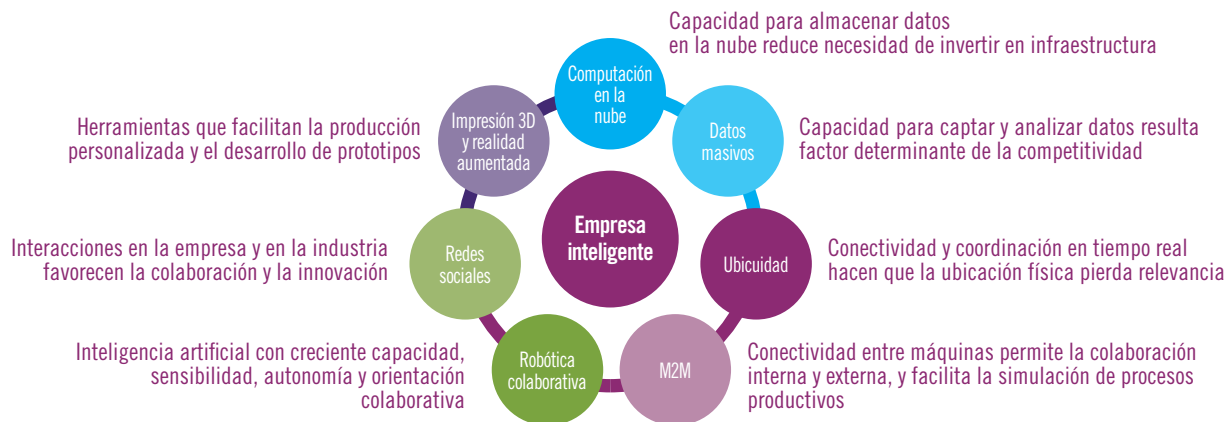 Capacidad para almacenar datos
en la nube reduce necesidad de invertir en infraestructura
Computación
en la
nube
Datos
masivos
Capacidad para captar y analizar datos resulta
factor determinante de la competitividad
Ubicuidad
Conectividad y coordinación en tiempo real
hacen que la ubicación física pierda relevancia
M2M
Conectividad entre máquinas permite la colaboración
interna y externa, y facilita la simulación de procesos
productivos
Robótica
colaborativa
Inteligencia artificial con creciente capacidad,
sensibilidad, autonomía y orientación
colaborativa
Redes
sociales
Interacciones en la empresa y en la industria
favorecen la colaboración y la innovación
Impresión 3D
y realidad
aumentada
Herramientas que facilitan la producción
personalizada y el desarrollo de prototipos
Empresa
inteligente